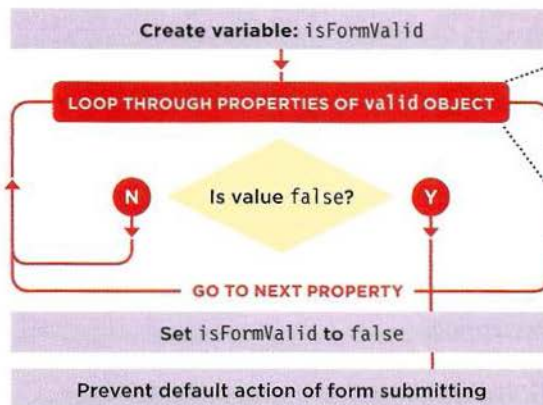 Create variable: isFormValid
LOOP THROUGH PROPERTIES OF valid OBJECT
N
Is value false?
Y
GO TO NEXT PROPERTY
Set isFormValid to false
Prevent default action of form submitting